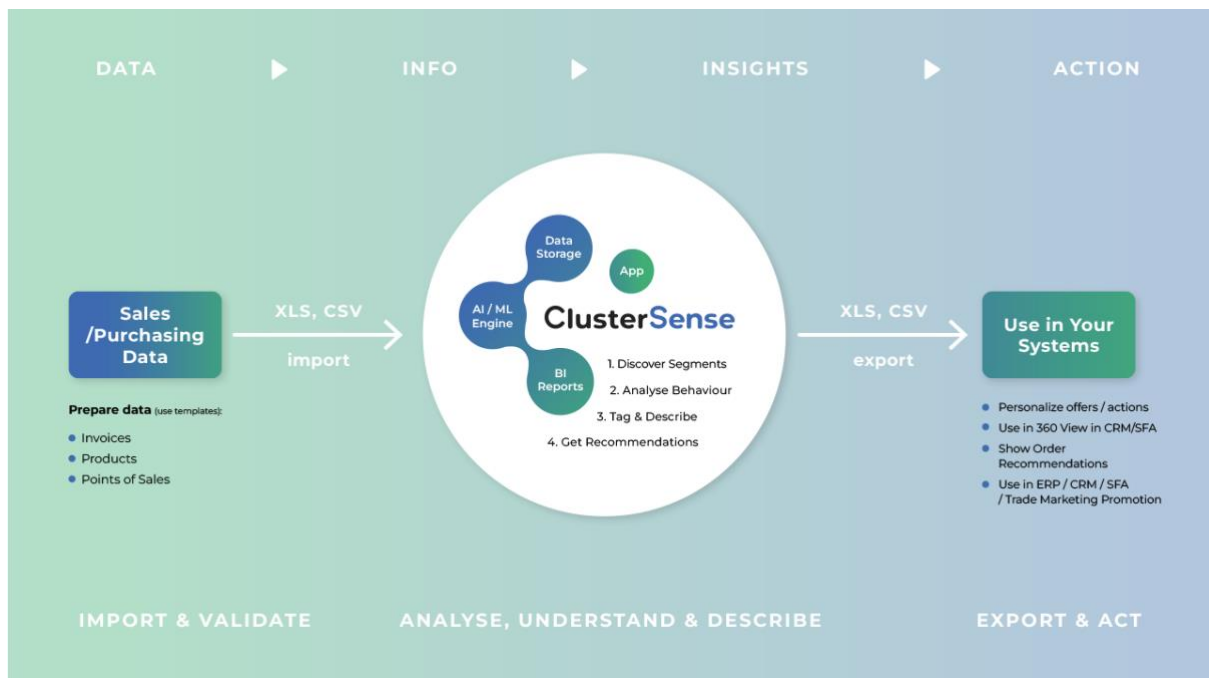 DATA
INFO
INSIGHTS
ACTION
Sales
/Purchasing
Data
XLS, CSV
import
Prepare data (use templates):
Invoices
Products
Points of Sales
Data
Storage
App
AI / ML
Engine
ClusterSense
BI
Reports
1. Discover Segments
2. Analyse Behaviour
3. Tag & Describe
4. Get Recommendations
XLS, CSV
export
Use in Your
Systems
Personalize offers / actions
Use in 360 View in CRM/SFA
Show Order
Recommendations
Use in ERP / CRM / SFA
/ Trade Marketing Promotion
IMPORT & VALIDATE
ANALYSE, UNDERSTAND & DESCRIBE
EXPORT & ACT